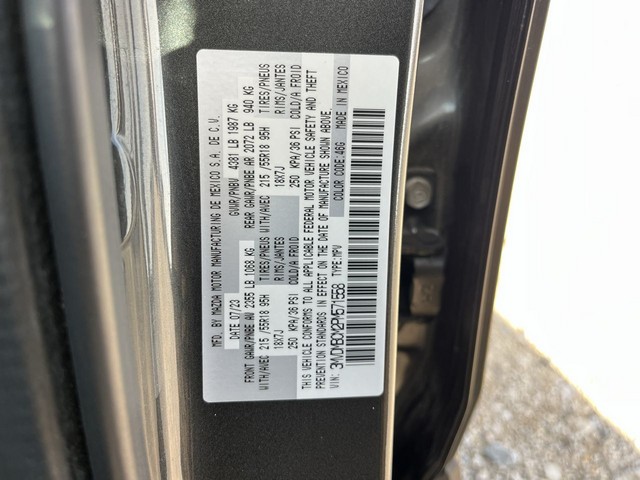 MFD. BY MAZDA MOTOR MANUFACTURING DE MEXICO S.A. DE C.V.
DATE 07/23 GVWR/PNBV 4381 LB 1987 KG
FRONT GAWR/PNBE AV 2355 LB 1068 KG REAR GAWR/PNBE AR 2072 LB 940 KG
WITH/AVEC 215 /55R18 95H TIRES/PNEUS WITH/AVEC 215 /55R18 95H TIRES/PNEUS
18X7J RIMS/JANTES 18X7J RIMS/JANTES
250 KPA/36 PSI COLD/A FROID 250 KPA/36 PSI COLD/A FROID
THIS VEHICLE CONFORMS TO ALL APPLICABLE FEDERAL MOTOR VEHICLE SAFETY AND THEFT
PREVENTION STANDARDS IN EFFECT ON THE DATE OF MANUFACTURE SHOWN ABOVE.
VIN: 3MVDMBCM2PM571558 TYPE:MPV COLOR CODE:46G MADE IN MEXICO